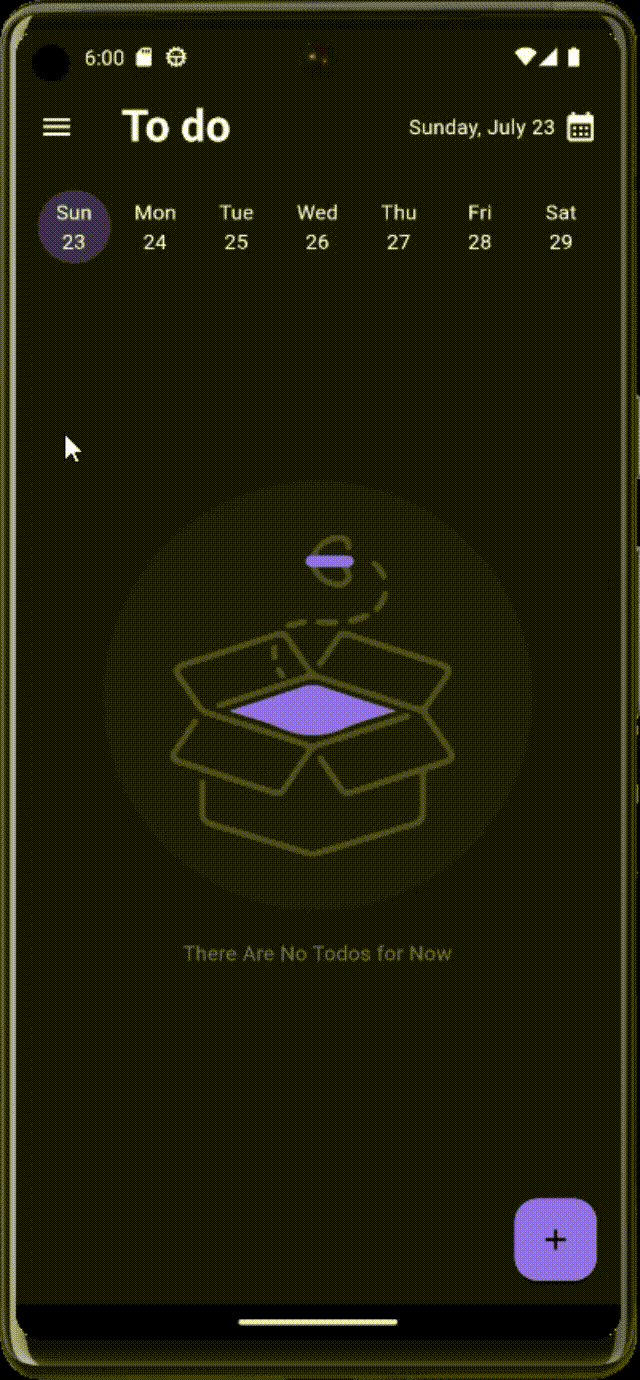 6:00
To do
Sunday, July 23
Sun Mon Tue Wed Thu Fri Sat
23 24 25 26 27 28 29
There Are No Todos for Now
+